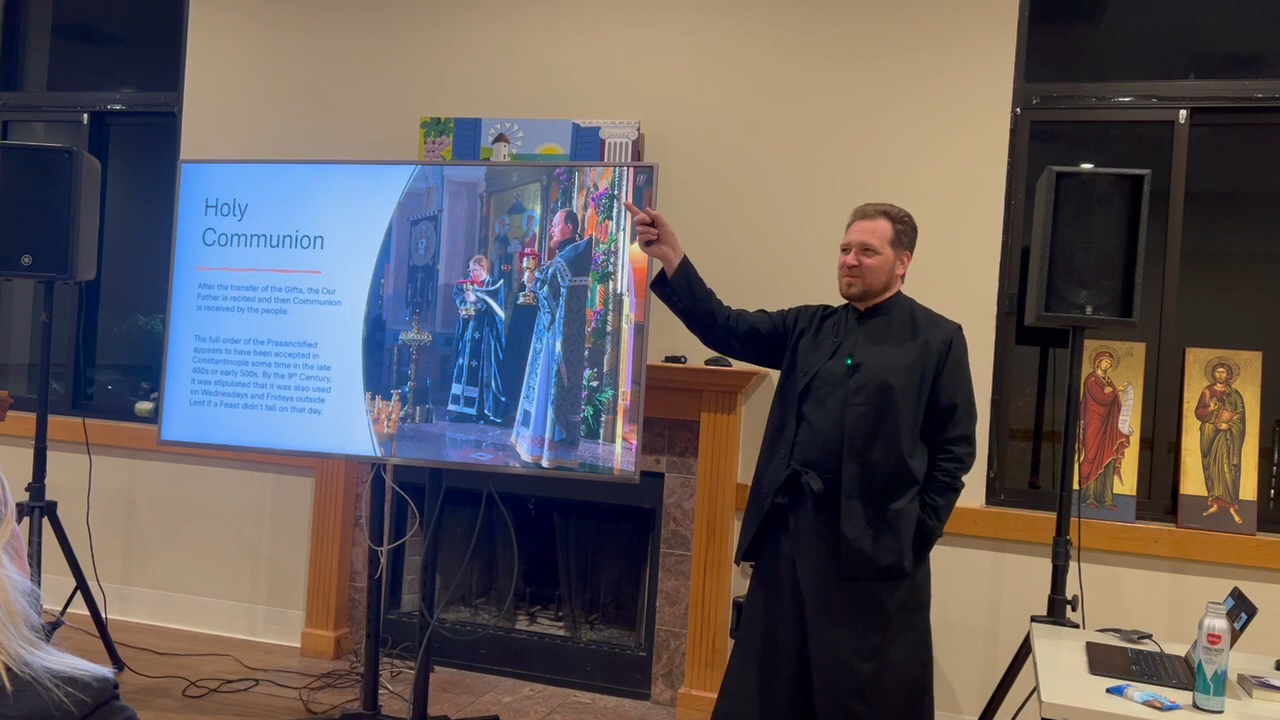 Holy
Communion
After the transfer of the Gifts, the Our
Father is recited and then Communion
is received by the people.
The full order of the Presanctified
appears to have been accepted in
Constantinople some time in the late
400s or early 500s. By the 9th Century,
it was stipulated that it was also used
on Wednesdays and Fridays outside
Lent if a Feast didn't fall on that day.